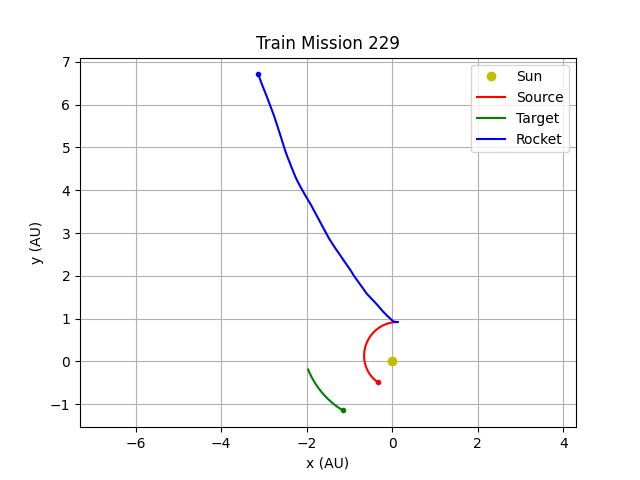 Train Mission 229
7
6
5
4
3
2
1
0
−1
y (AU)
Sun
Source
Target
Rocket
−6
−4
−2
0
2
4
x (AU)